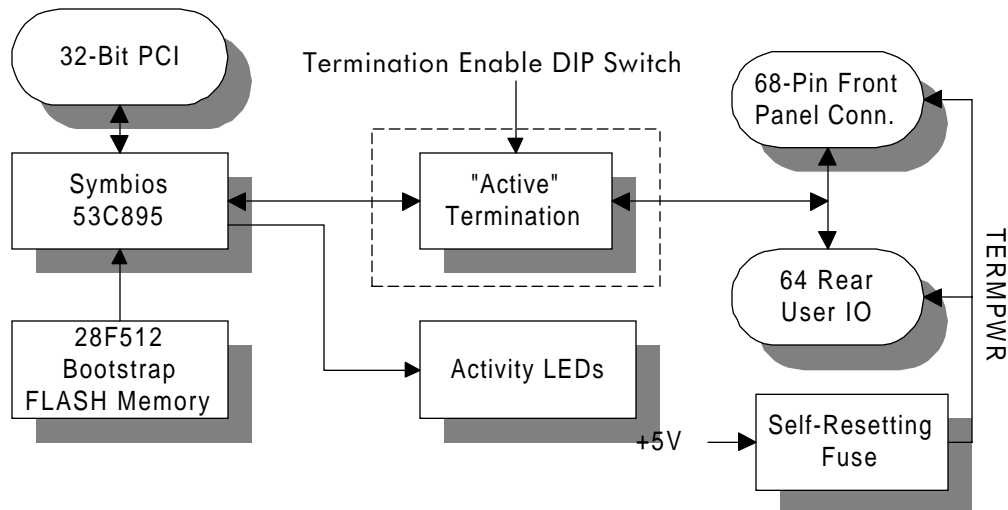 32-Bit PCI
Termination Enable DIP Switch
68-Pin Front
Panel Conn.
Symbios
53C895
"Active"
Termination
TERMPWR
64 Rear
User IO
28F512
Bootstrap
FLASH Memory
Activity LEDs
+5V
Self-Resetting
Fuse